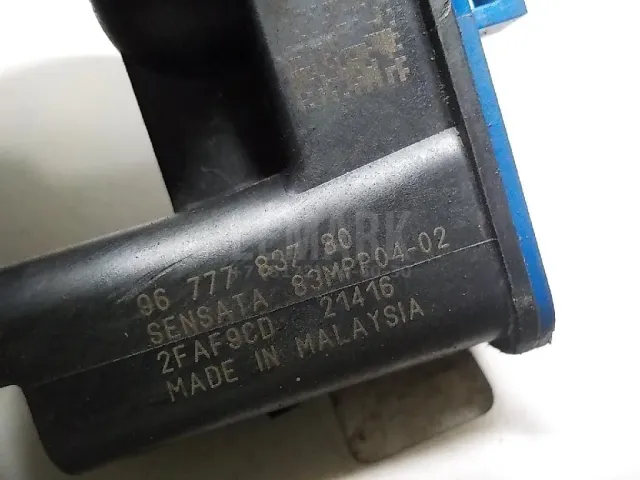 96 777 837 80
SENSATA 83MPP04-02
2FAF9CD 21416
MADE IN MALAYSIA